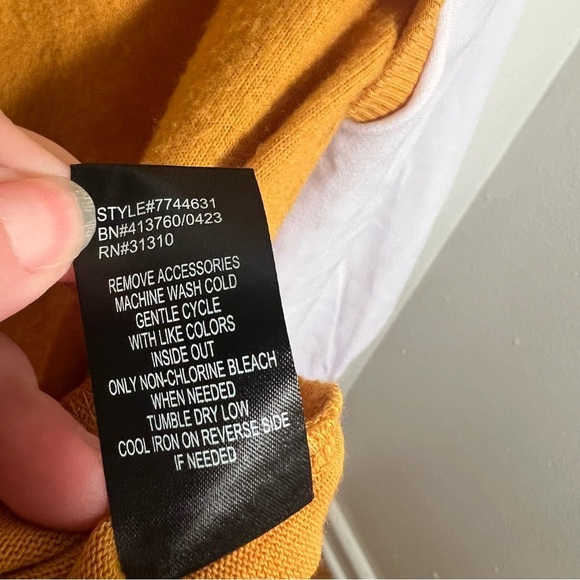 STYLE#7744631
BN#413760/0423
RN#31310
REMOVE ACCESSORIES
MACHINE WASH COLD
GENTLE CYCLE
WITH LIKE COLORS
INSIDE OUT
ONLY NON-CHLORINE BLEACH
WHEN NEEDED
TUMBLE DRY LOW
COOL IRON ON REVERSE SIDE
IF NEEDED